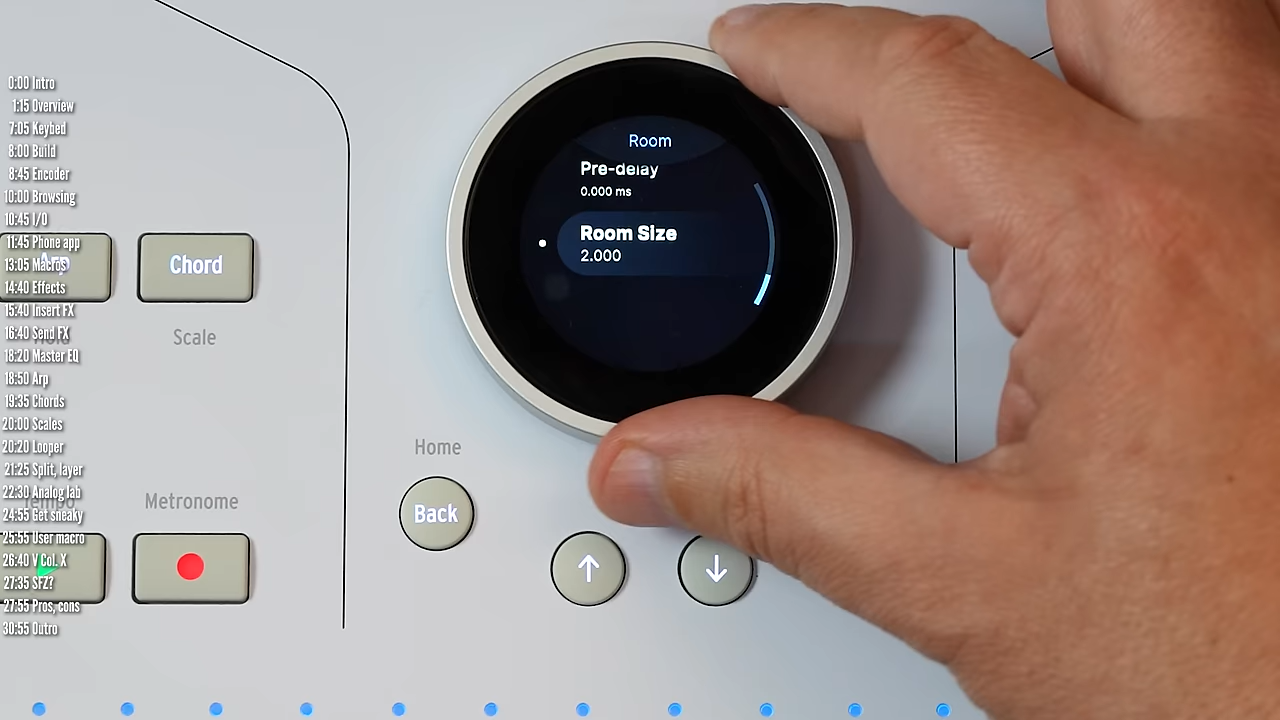 0:00 Intro
1:15 Overview
7:05 Keybed
8:00 Build
8:45 Encoder
10:00 Browsing
10:45 I/O
11:45 Phone app
13:05 Macros
14:40 Effects
15:40 Insert FX
16:40 Send FX
18:20 Master EQ
18:50 Arp
19:35 Chords
20:00 Scales
20:20 Looper
21:25 Split, layer
22:30 Analog lab
24:55 Get sneaky
25:55 User macro
26:40 V Col. X
27:35 SFZ?
27:55 Pros, cons
30:55 Outro
Arp
Chord
Scale
Metronome
Room
Pre-delay
0.000 ms
Room Size
2.000
Home
Back